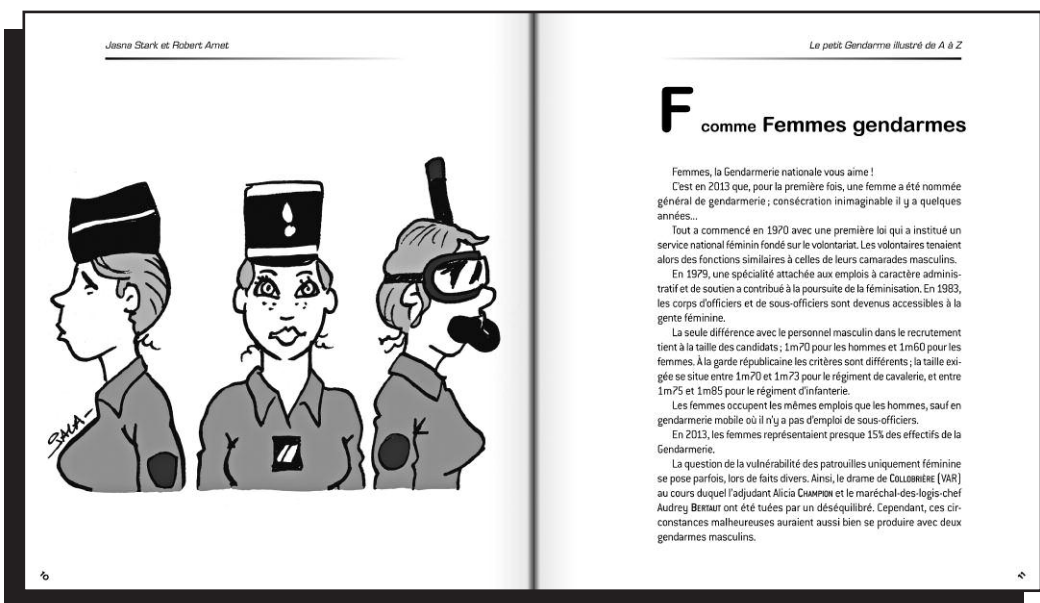 Jasna Stark et Robert Amet
BALA
10
Le petit Gendarme illustré de A à Z
F comme Femmes gendarmes
Femmes, la Gendarmerie nationale vous aime !
C'est en 2013 que, pour la première fois, une femme a été nommée
général de gendarmerie ; consécration inimaginable il y a quelques
années...
Tout a commencé en 1970 avec une première loi qui a institué un
service national féminin fondé sur le volontariat. Les volontaires tenaient
alors des fonctions similaires à celles de leurs camarades masculins.
En 1979, une spécialité attachée aux emplois à caractère adminis-
tratif et de soutien a contribué à la poursuite de la féminisation. En 1983,
les corps d'officiers et de sous-officiers sont devenus accessibles à la
gente féminine.
La seule différence avec le personnel masculin dans le recrutement
tient à la taille des candidats ; 1m70 pour les hommes et 1m60 pour les
femmes. À la garde républicaine les critères sont différents ; la taille exi-
gée se situe entre 1m70 et 1m73 pour le régiment de cavalerie, et entre
1m75 et 1m85 pour le régiment d'infanterie.
Les femmes occupent les mêmes emplois que les hommes, sauf en
gendarmerie mobile où il n'y a pas d'emploi de sous-officiers.
En 2013, les femmes représentaient presque 15% des effectifs de la
Gendarmerie.
La question de la vulnérabilité des patrouilles uniquement féminine
se pose parfois, lors de faits divers. Ainsi, le drame de COLLOBRIÈRE (VAR)
au cours duquel l'adjudant Alicia CHAMPION et le maréchal-des-logis-chef
Audrey BERTAUT ont été tuées par un déséquilibré. Cependant, ces cir-
constances malheureuses auraient aussi bien se produire avec deux
gendarmes masculins.
11